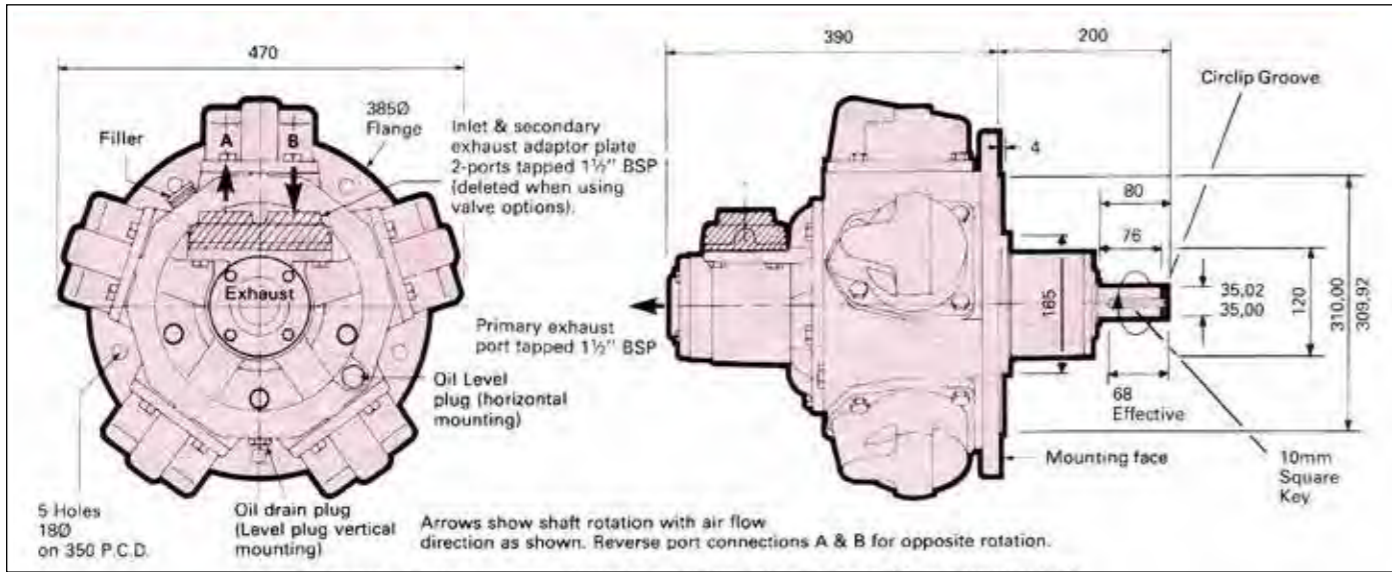 470
Filler
385Ø
Flange
A
B
Inlet & secondary
exhaust adaptor plate
2-ports tapped 1½" BSP
(deleted when using
valve options).
Exhaust
Primary exhaust
port tapped 1½" BSP
Oil Level
plug (horizontal
mounting)
5 Holes
18Ø
on 350 P.C.D.
Oil drain plug
(Level plug vertical
mounting)
Arrows show shaft rotation with air flow
direction as shown. Reverse port connections A & B for opposite rotation.
390
200
Circlip Groove
4
80
76
165
35,02
35,00
120
310,00
309,92
68
Effective
Mounting face
10mm
Square
Key